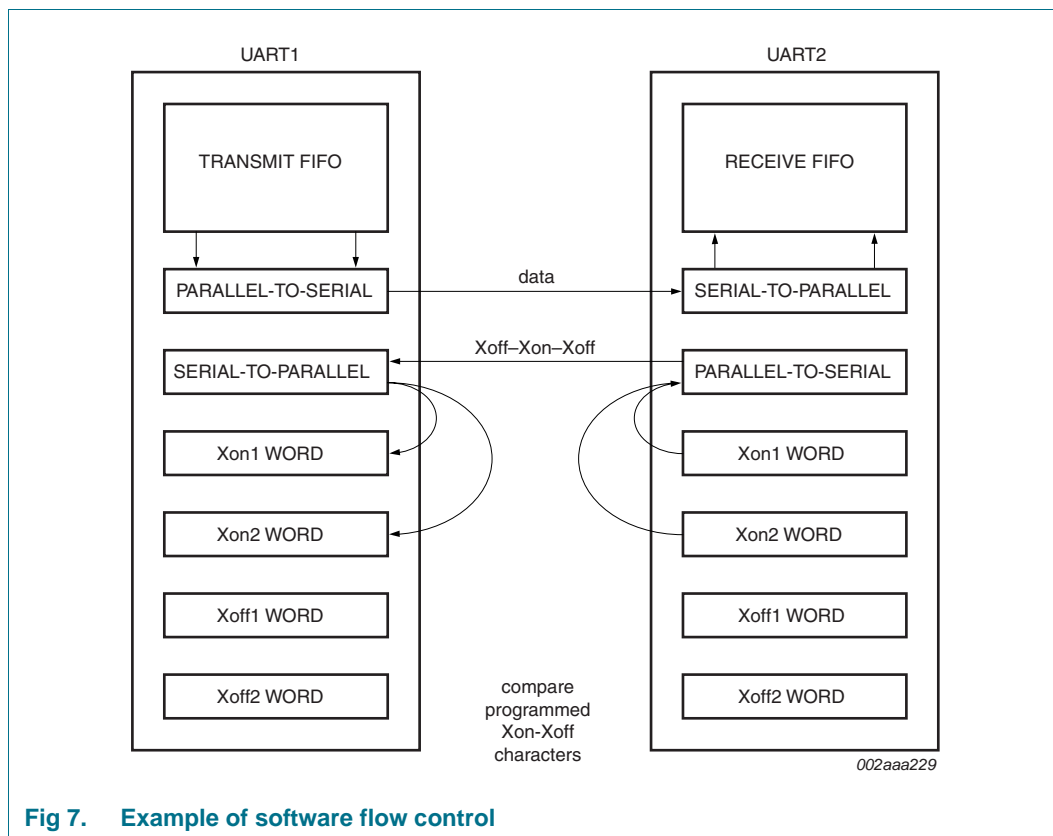 UART1
UART2
TRANSMIT FIFO
RECEIVE FIFO
PARALLEL-TO-SERIAL
data
SERIAL-TO-PARALLEL
SERIAL-TO-PARALLEL
Xoff–Xon–Xoff
PARALLEL-TO-SERIAL
Xon1 WORD
Xon1 WORD
Xon2 WORD
Xon2 WORD
Xoff1 WORD
Xoff1 WORD
Xoff2 WORD
Xoff2 WORD
compare
programmed
Xon-Xoff
characters
002aaa229
Fig 7. Example of software flow control